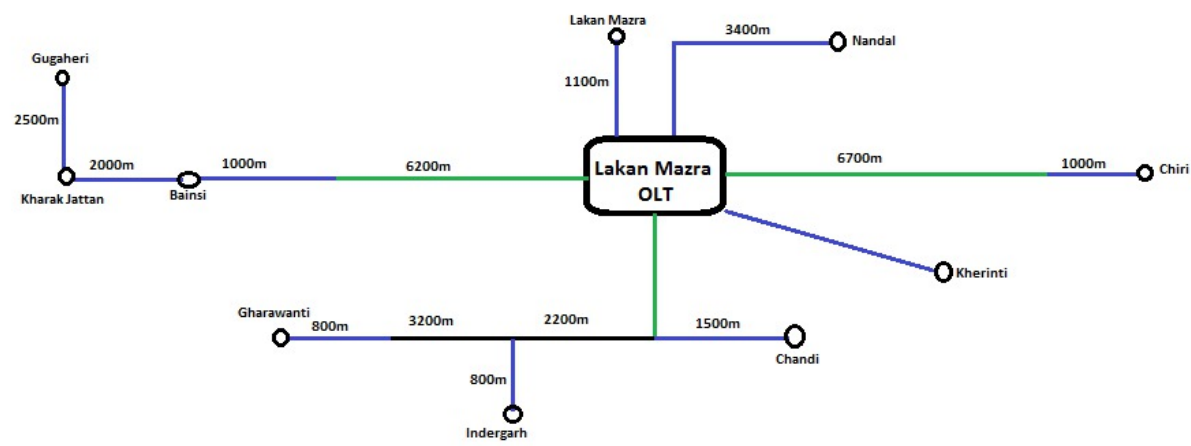 Lakan Mazra
3400m
Nandal
Gugaheri
1100m
2500m
2000m
1000m
6200m
Lakan Mazra
OLT
6700m
1000m
Chiri
Kharak Jattan
Bainsi
Kherinti
Gharawanti
800m
3200m
2200m
1500m
Chandi
800m
Indergarh